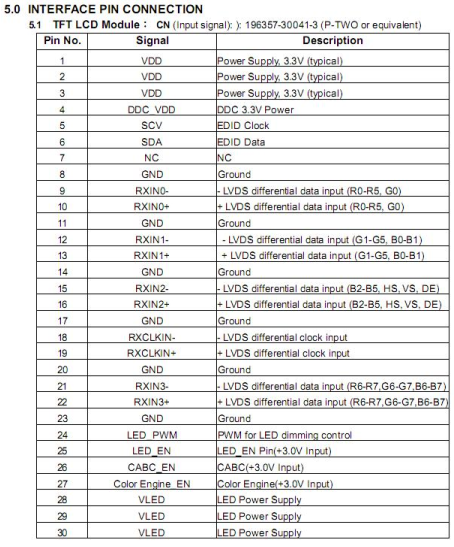 5.0 INTERFACE PIN CONNECTION
5.1 TFT LCD Module : CN (Input signal): ): 196357-30041-3 (P-TWO or equivalent)
Pin No. Signal Description
1 VDD Power Supply, 3.3V (typical)
2 VDD Power Supply, 3.3V (typical)
3 VDD Power Supply, 3.3V (typical)
4 DDC_VDD DDC 3.3V Power
5 SCV EDID Clock
6 SDA EDID Data
7 NC NC
8 GND Ground
9 RXIN0- - LVDS differential data input (R0-R5, G0)
10 RXIN0+ + LVDS differential data input (R0-R5, G0)
11 GND Ground
12 RXIN1- - LVDS differential data input (G1-G5, B0-B1)
13 RXIN1+ + LVDS differential data input (G1-G5, B0-B1)
14 GND Ground
15 RXIN2- - LVDS differential data input (B2-B5, HS, VS, DE)
16 RXIN2+ + LVDS differential data input (B2-B5, HS, VS, DE)
17 GND Ground
18 RXCLKIN- - LVDS differential clock input
19 RXCLKIN+ + LVDS differential clock input
20 GND Ground
21 RXIN3- - LVDS differential data input (R6-R7,G6-G7,B6-B7)
22 RXIN3+ + LVDS differential data input (R6-R7,G6-G7,B6-B7)
23 GND Ground
24 LED_PWM PWM for LED dimming control
25 LED_EN LED_EN Pin(+3.0V Input)
26 CABC_EN CABC(+3.0V Input)
27 Color Engine_EN Color Engine(+3.0V Input)
28 VLED LED Power Supply
29 VLED LED Power Supply
30 VLED LED Power Supply